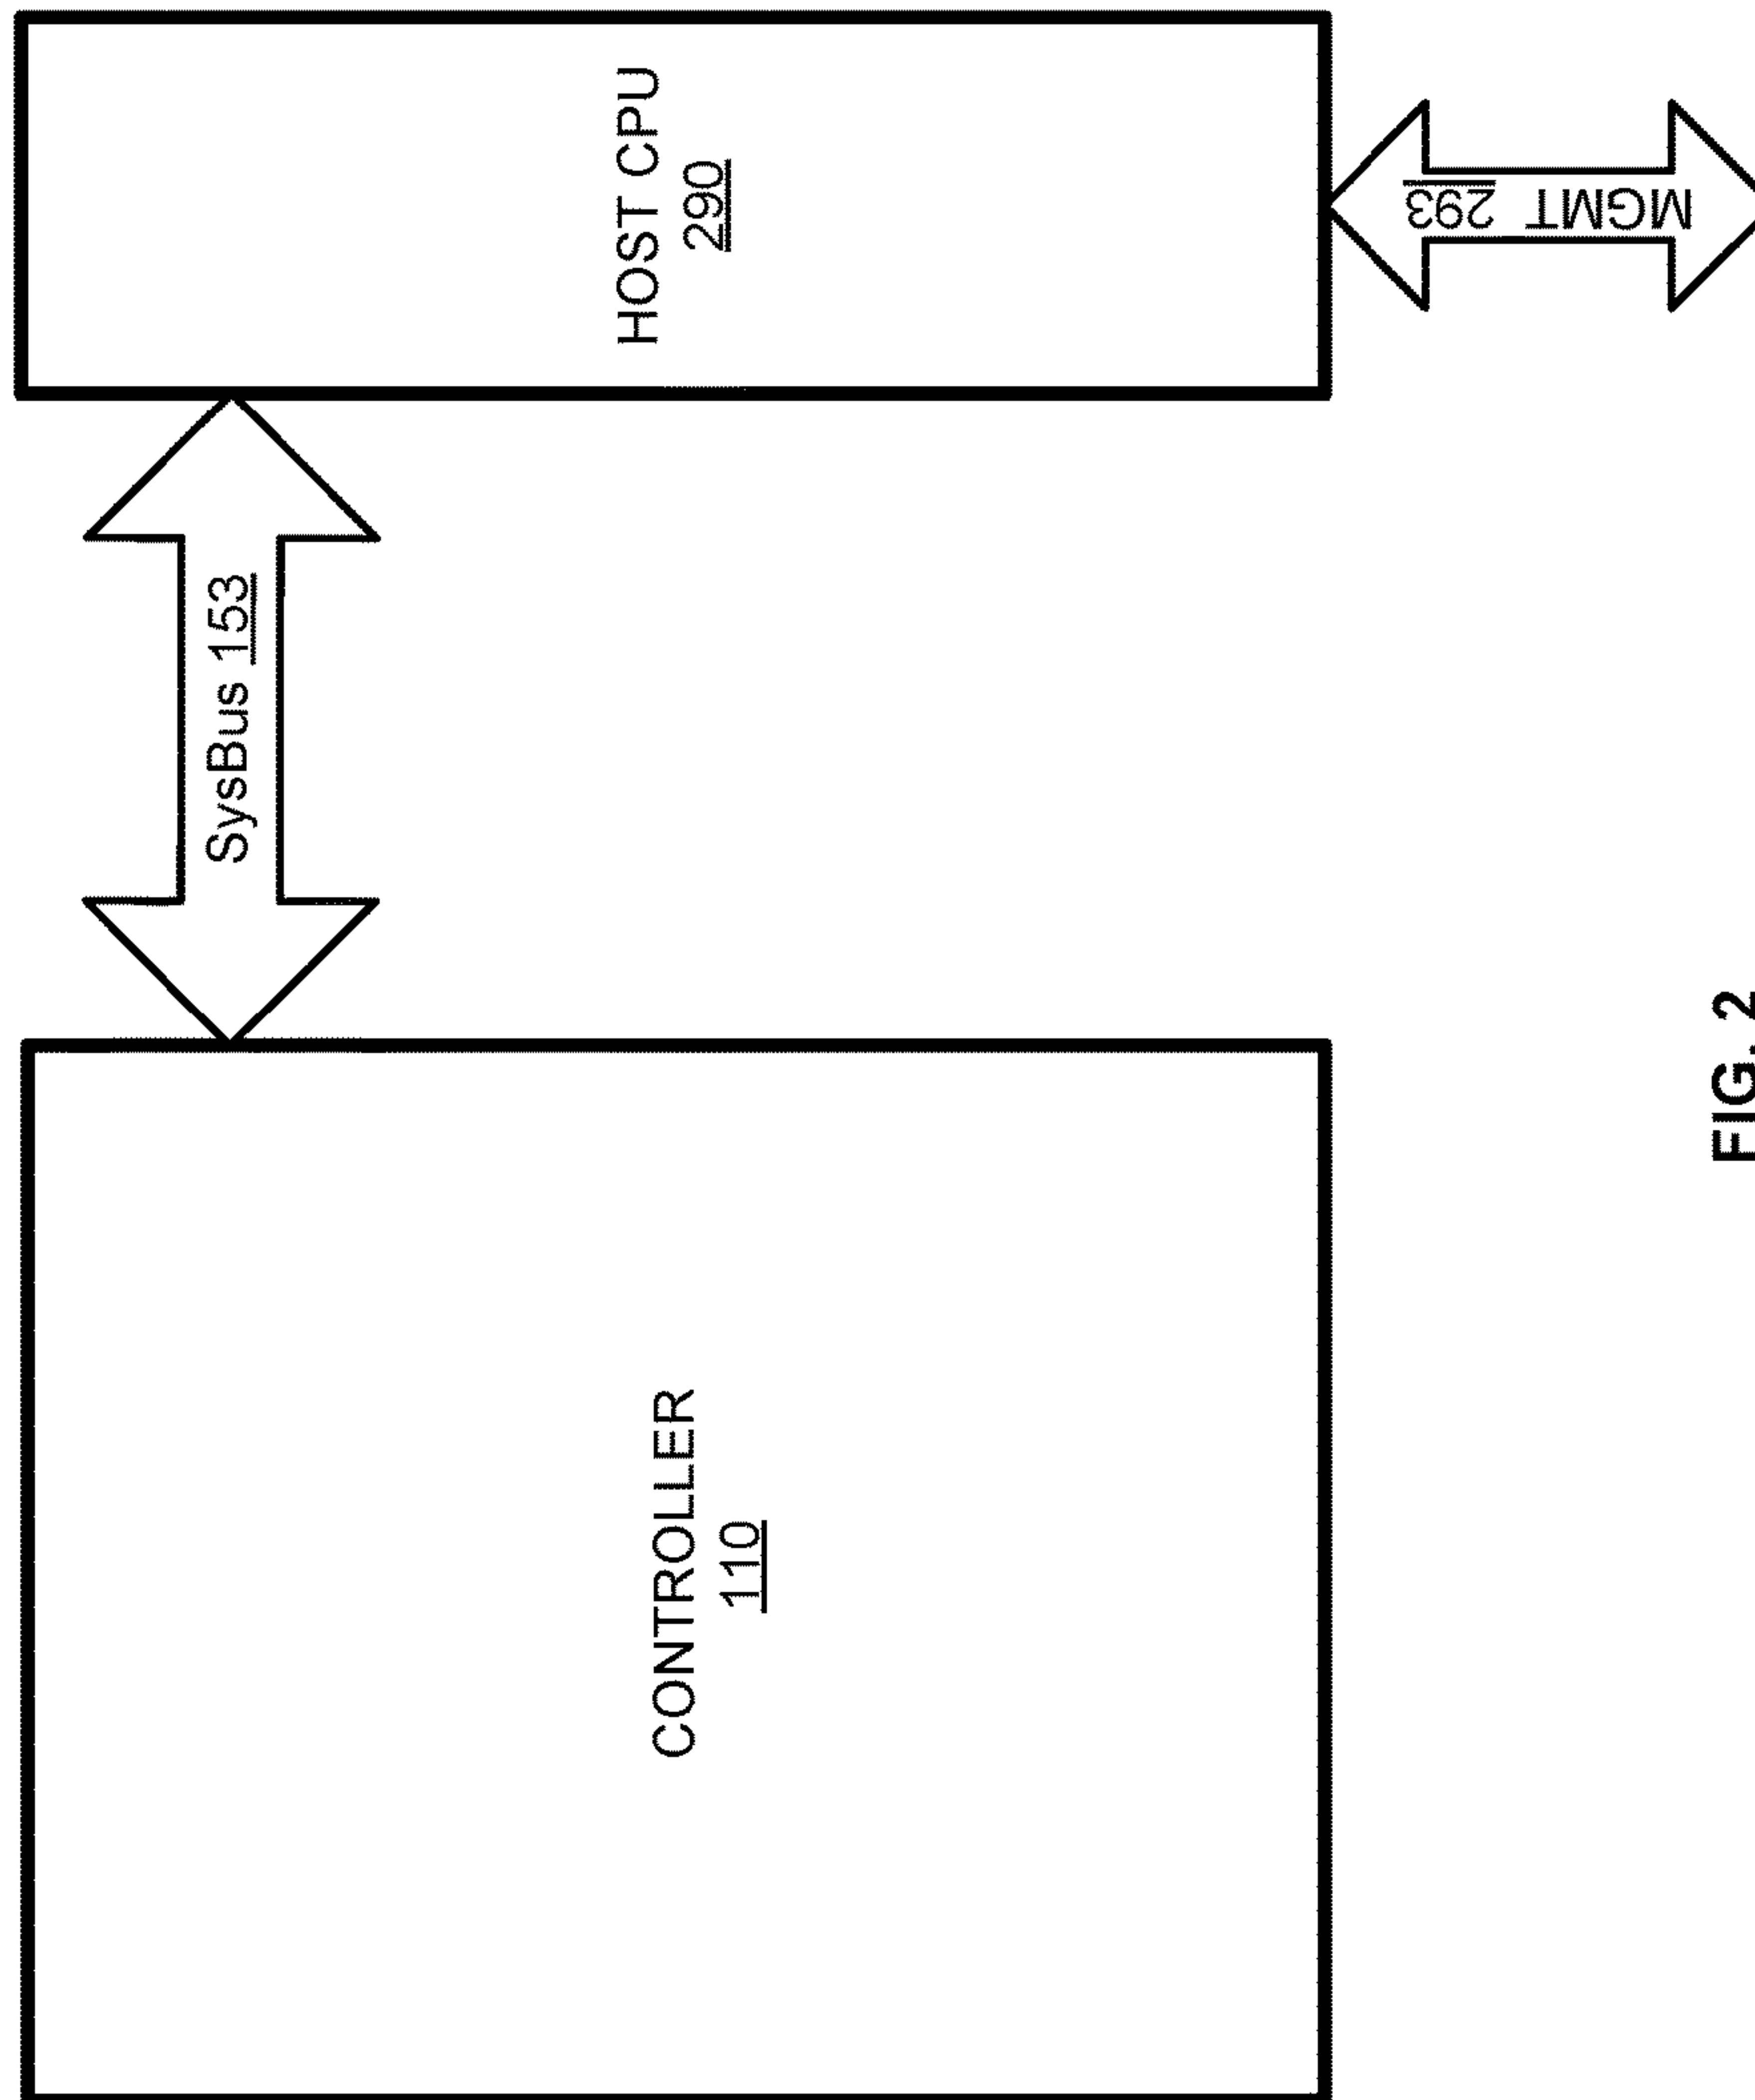 CONTROLLER
110
SysBus 153
HOST CPU
290
MGMT 293
FIG. 2